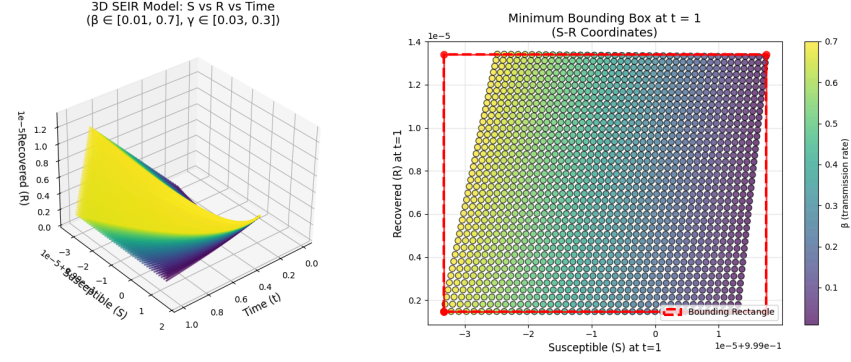 3D SEIR Model: S vs R vs Time
(β ∈ [0.01, 0.7], γ ∈ [0.03, 0.3])
1e−5
Recovered (R)
1.2
1.0
0.8
0.6
0.4
0.2
0.0
−3
−2
−1
0
1
2
Susceptible (S)
1.0
0.8
0.6
0.4
0.2
0.0
Time (t)
Minimum Bounding Box at t = 1
(S-R Coordinates)
1e−5
1.4
1.2
1.0
0.8
0.6
0.4
0.2
Recovered (R) at t=1
−3
−2
−1
0
1
Susceptible (S) at t=1
1e−5+9.99e−1
Bounding Rectangle
0.7
0.6
0.5
0.4
0.3
0.2
0.1
β (transmission rate)